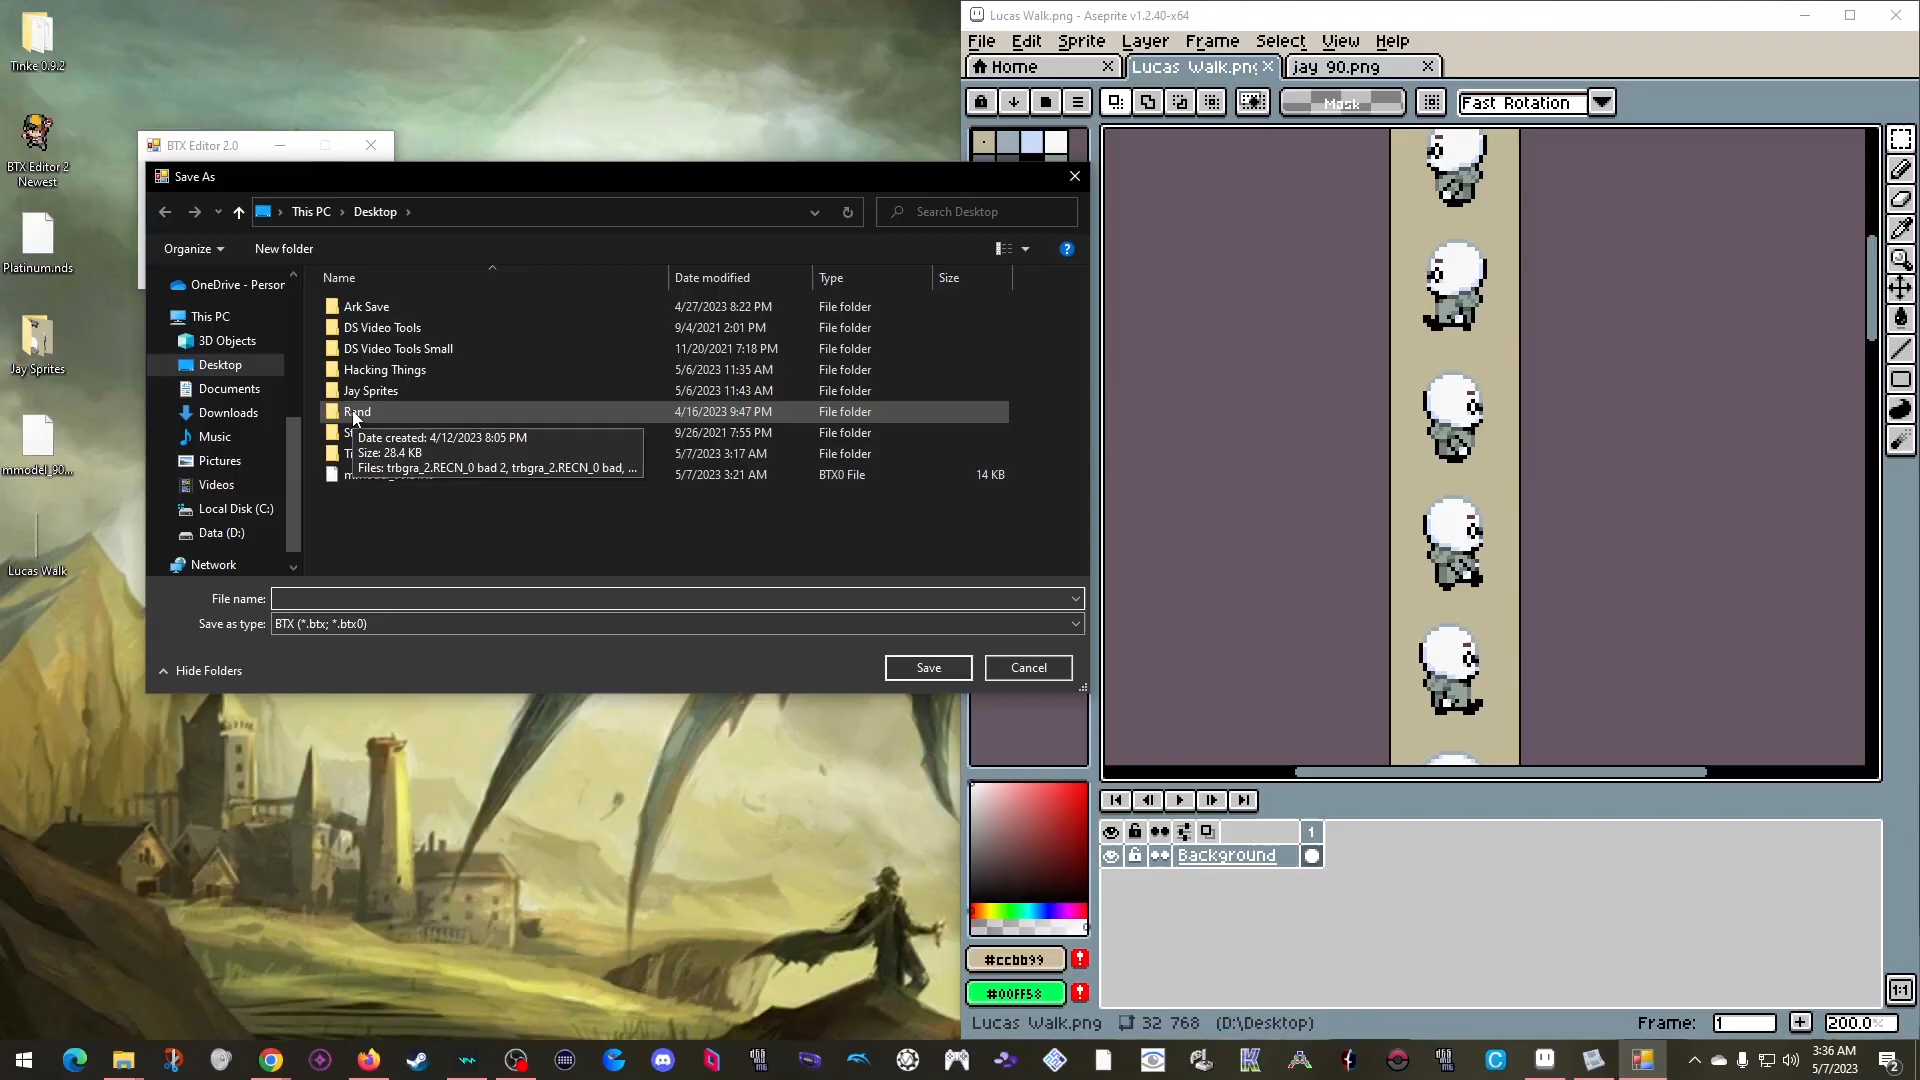 Tinke 0.9.2
BTX Editor 2
Newest
Platinum.nds
Jay Sprites
mmodel_90...
Lucas Walk
BTX Editor 2.0
Save As
This PC
Desktop
Search Desktop
Organize
New folder
OneDrive - Person
This PC
3D Objects
Desktop
Documents
Downloads
Music
Pictures
Videos
Local Disk (C:)
Data (D:)
Network
Name Date modified Type Size
Ark Save 4/27/2023 8:22 PM File folder
DS Video Tools 9/4/2021 2:01 PM File folder
DS Video Tools Small 11/20/2021 7:18 PM File folder
Hacking Things 5/6/2023 11:35 AM File folder
Jay Sprites 5/6/2023 11:43 AM File folder
Rand 4/16/2023 9:47 PM File folder
9/26/2021 7:55 PM File folder
5/7/2023 3:17 AM File folder
5/7/2023 3:21 AM BTX0 File 14 KB
Date created: 4/12/2023 8:05 PM
Size: 28.4 KB
Files: trbgra_2.RECN_0 bad 2, trbgra_2.RECN_0 bad, ...
File name:
Save as type: BTX (*.btx; *.btx0)
Hide Folders
Save
Cancel
Lucas Walk.png - Aseprite v1.2.40-x64
File Edit Sprite Layer Frame Select View Help
Home
Lucas Walk.png
jay 90.png
Mask
Fast Rotation
1
Background
#ccbb99
#00FF58
1:1
Lucas Walk.png 32 768 (D:\Desktop)
Frame: 1
200.0
3:36 AM
5/7/2023
2